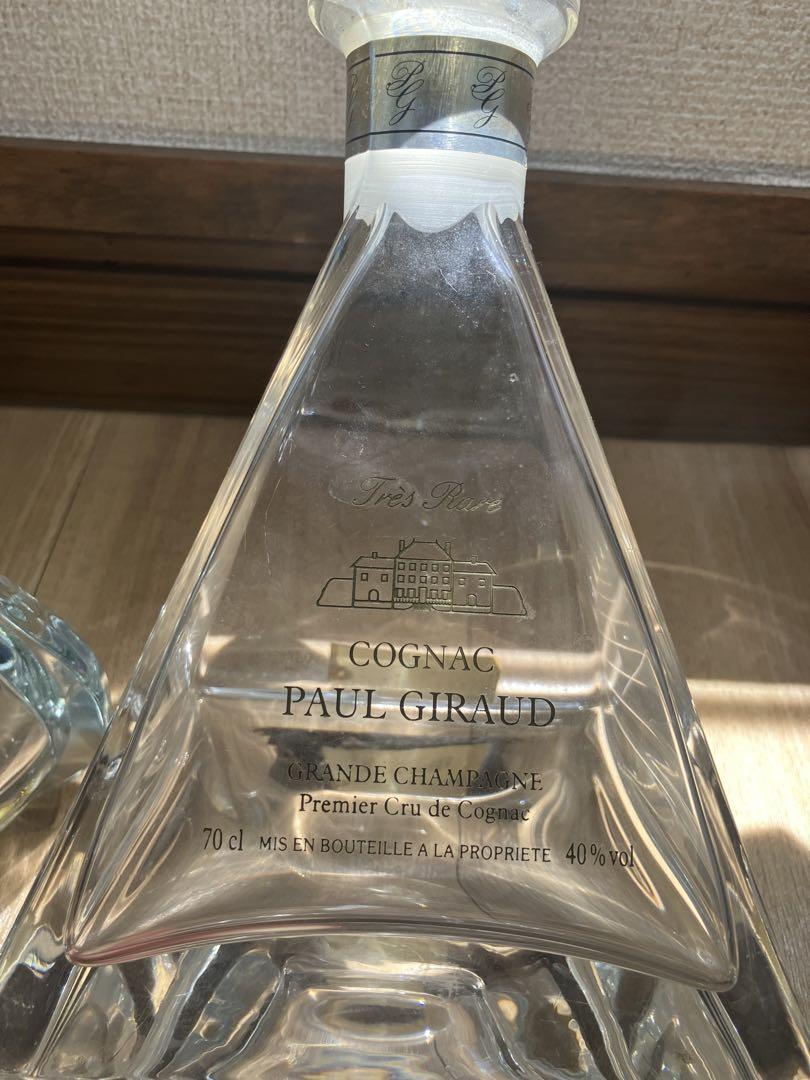 PG PG
Très Rare
COGNAC
PAUL GIRAUD
GRANDE CHAMPAGNE
Premier Cru de Cognac
70 cl MIS EN BOUTEILLE A LA PROPRIETE 40% vol